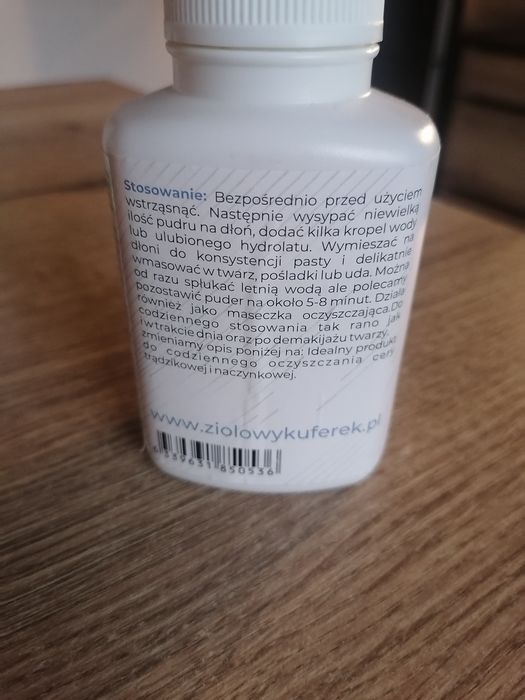 Stosowanie: Bezpośrednio przed użyciem
wstrząsnąć. Następnie wysypać niewielką
ilość pudru na dłoń, dodać kilka kropel wody
lub ulubionego hydrolatu. Wymieszać na
dłoni do konsystencji pasty i delikatnie
wmasować w twarz, pośladki lub uda. Można
od razu spłukać letnią wodą ale polecamy
pozostawić puder na około 5-8 minut. Działa
również jako maseczka oczyszczająca.Do
codziennego stosowania tak rano jak
i w trakcie dnia oraz po demakijażu twarzy.
zmieniamy opis poniżej na: Idealny produkt
do codziennego oczyszczania cery
trądzikowej i naczynkowej.
www.ziolowykuferek.pl
639631 850536